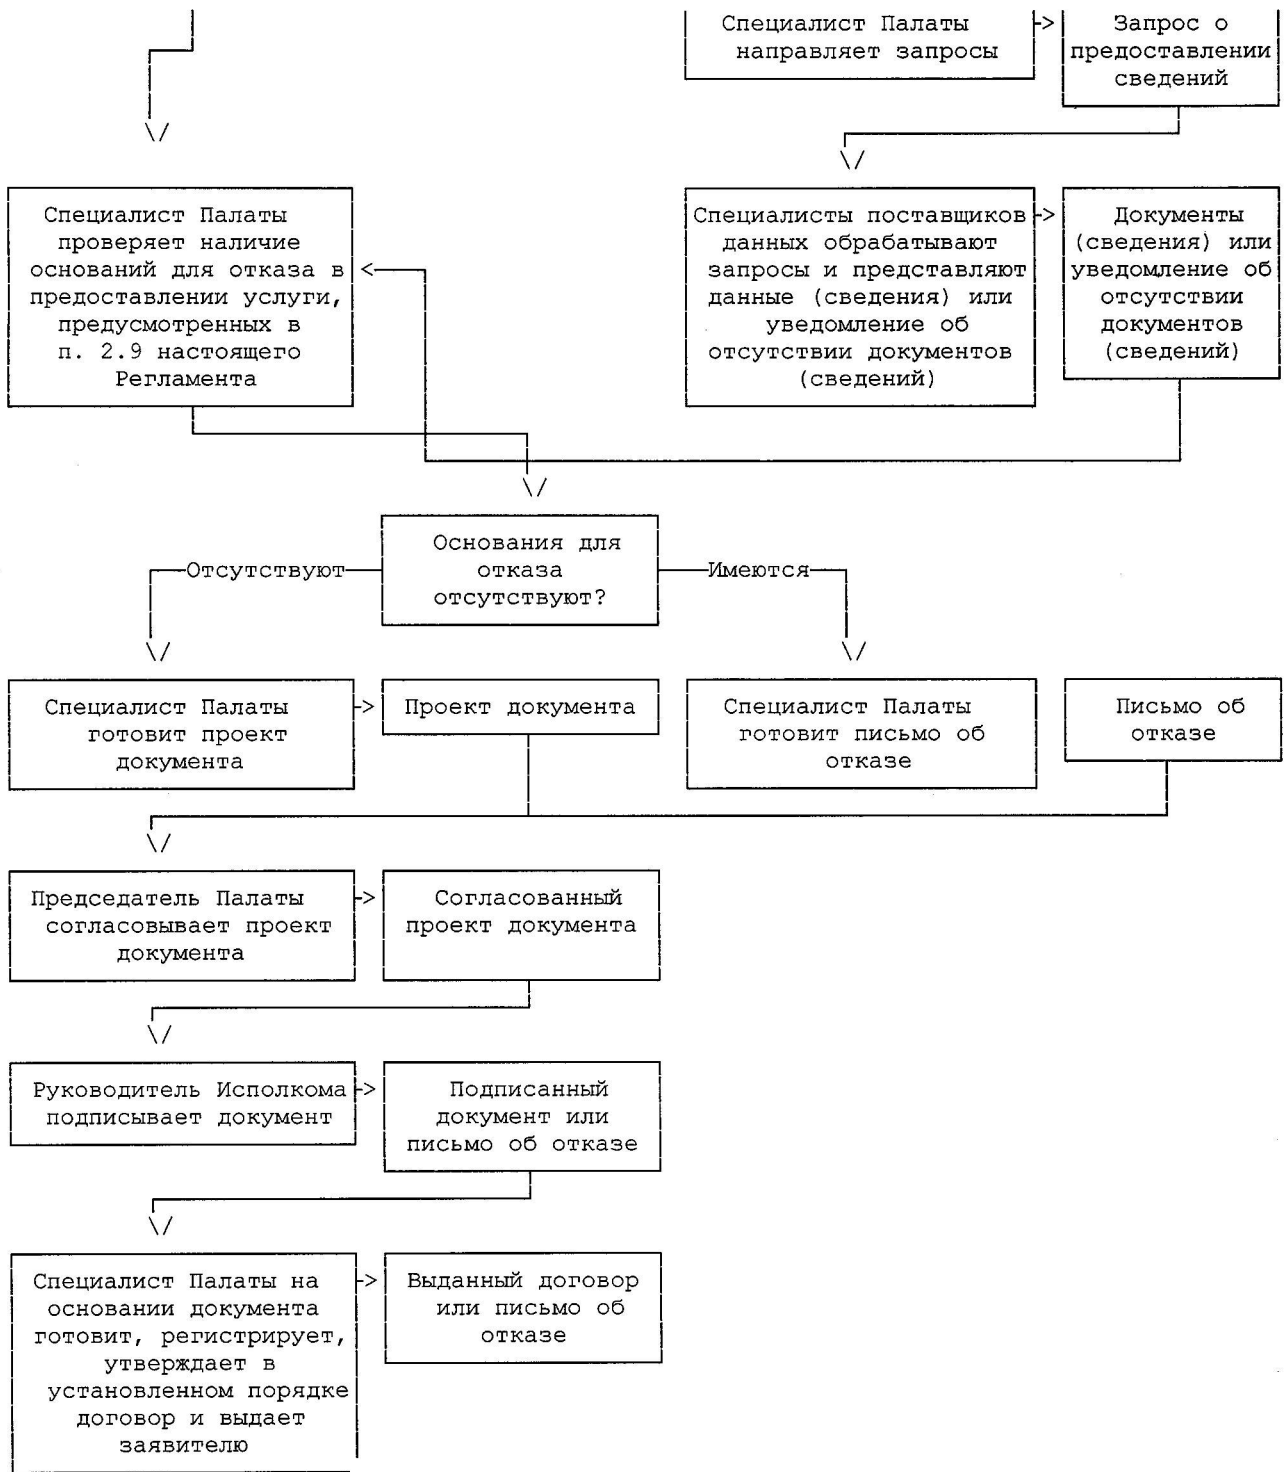 Специалист Палаты
направляет запросы
Запрос о
предоставлении
сведений
Специалист Палаты
проверяет наличие
оснований для отказа в
предоставлении услуги,
предусмотренных в
п. 2.9 настоящего
Регламента
Специалисты поставщиков
данных обрабатывают
запросы и представляют
данные (сведения) или
уведомление об
отсутствии документов
(сведений)
Документы
(сведения) или
уведомление об
отсутствии
документов
(сведений)
Основания для
отказа
отсутствуют?
Отсутствуют
Имеются
Специалист Палаты
готовит проект
документа
Проект документа
Специалист Палаты
готовит письмо об
отказе
Письмо об
отказе
Председатель Палаты
согласовывает проект
документа
Согласованный
проект документа
Руководитель Исполкома
подписывает документ
Подписанный
документ или
письмо об отказе
Специалист Палаты на
основании документа
готовит, регистрирует,
утверждает в
установленном порядке
договор и выдает
заявителю
Выданный договор
или письмо об
отказе